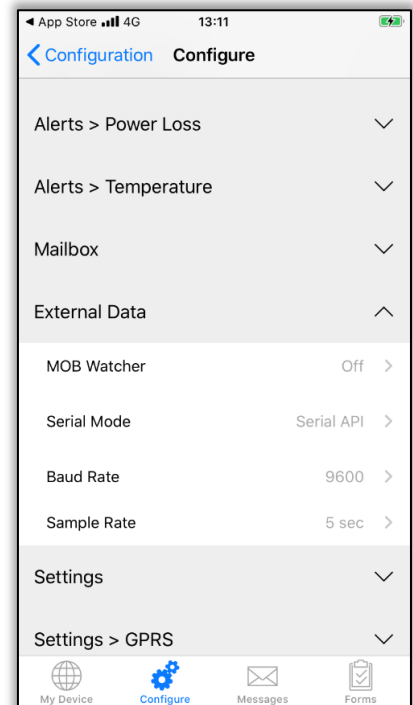 App Store 4G 13:11
Configuration Configure
Alerts > Power Loss
Alerts > Temperature
Mailbox
External Data
MOB Watcher Off
Serial Mode Serial API
Baud Rate 9600
Sample Rate 5 sec
Settings
Settings > GPRS
My Device Configure Messages Forms